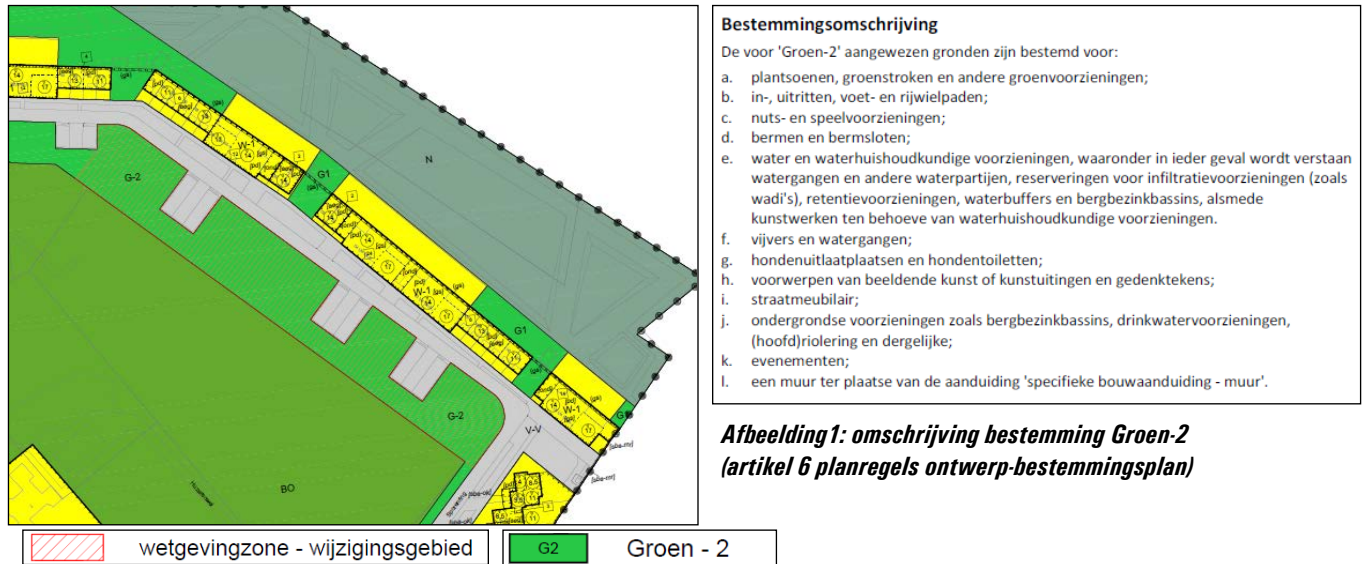 N
G-2
W-1
G1
W-1
G1
G-2
W-1
V-V
BO
wetgevingzone - wijzigingsgebied
G2
Groen - 2
Bestemmingsomschrijving
De voor 'Groen-2' aangewezen gronden zijn bestemd voor:
a. plantsoenen, groenstroken en andere groenvoorzieningen;
b. in-, uitritten, voet- en rijwielpaden;
c. nuts- en speelvoorzieningen;
d. bermen en bermsloten;
e. water en waterhuishoudkundige voorzieningen, waaronder in ieder geval wordt verstaan
watergangen en andere waterpartijen, reserveringen voor infiltratievoorzieningen (zoals
wadi's), retentievoorzieningen, waterbuffers en bergbezinkbassins, alsmede
kunstwerken ten behoeve van waterhuishoudkundige voorzieningen.
f. vijvers en watergangen;
g. hondenuitlaatplaatsen en hondentoiletten;
h. voorwerpen van beeldende kunst of kunstuitingen en gedenktekens;
i. straatmeubilair;
j. ondergrondse voorzieningen zoals bergbezinkbassins, drinkwatervoorzieningen,
(hoofd)riolering en dergelijke;
k. evenementen;
l. een muur ter plaatse van de aanduiding 'specifieke bouwaanduiding - muur'.
Afbeelding1: omschrijving bestemming Groen-2
(artikel 6 planregels ontwerp-bestemmingsplan)